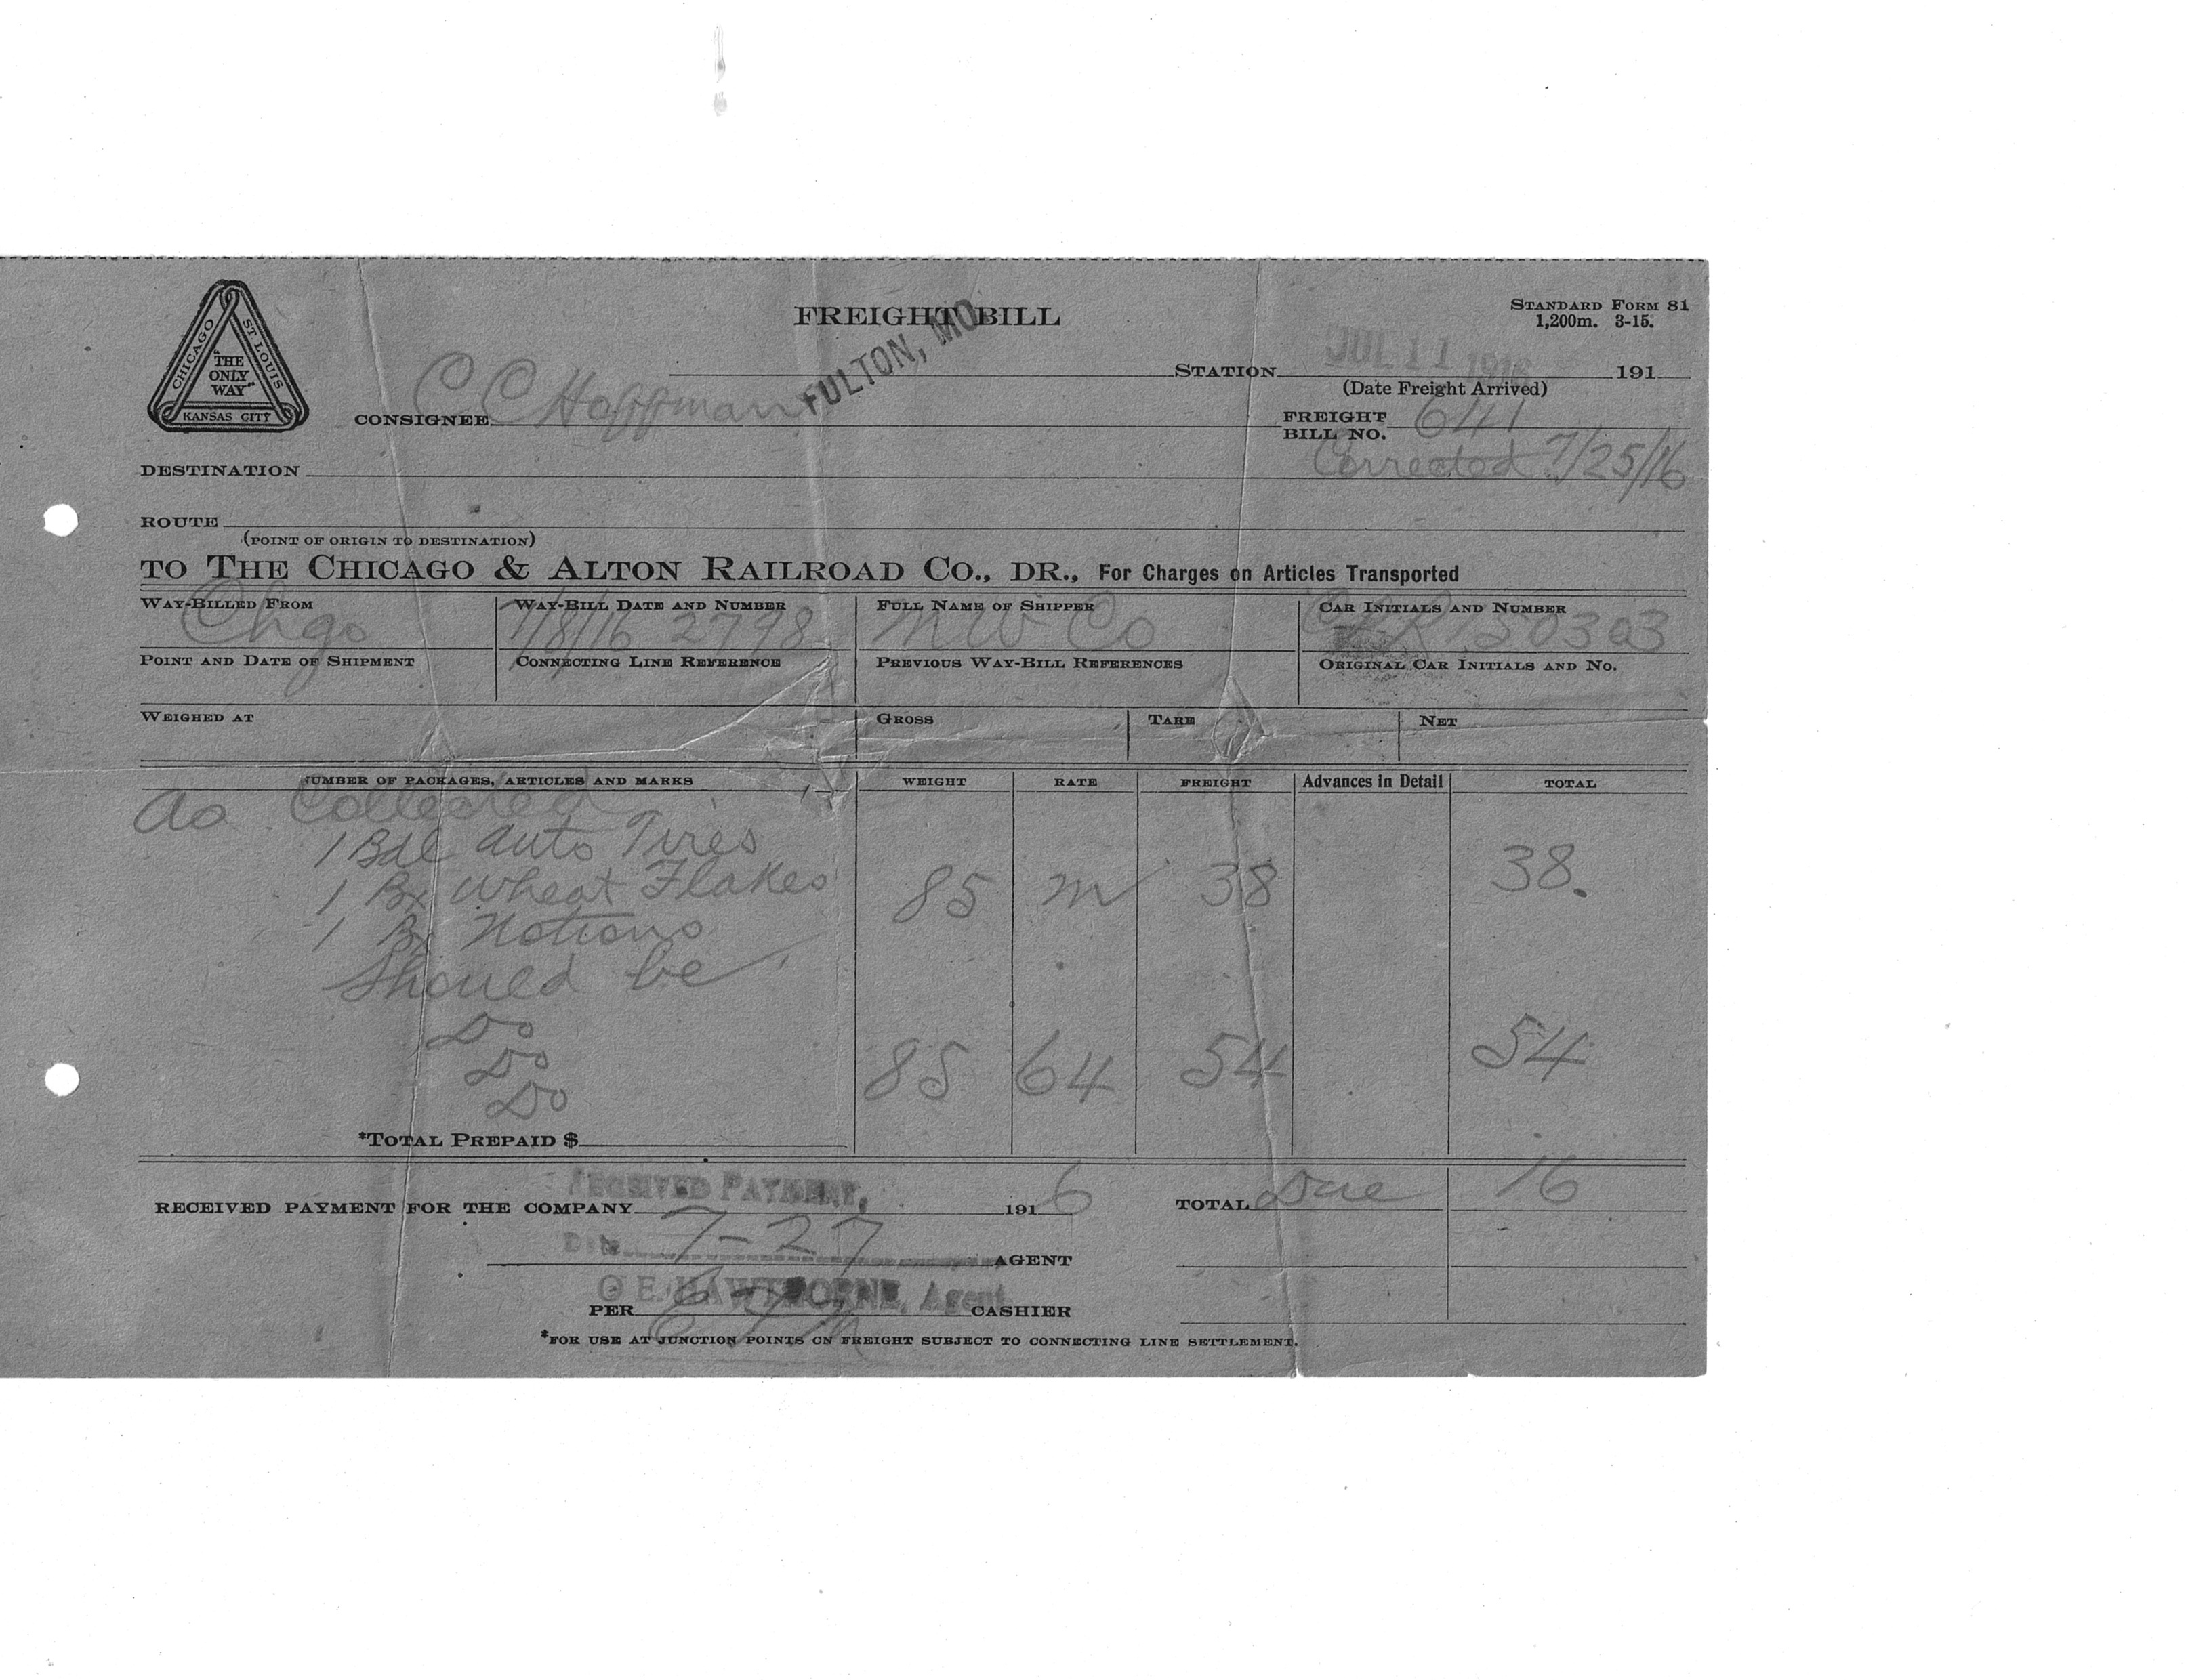 CHICAGO
ST LOUIS
"THE
ONLY
WAY"
KANSAS CITY
FREIGHT BILL
STANDARD FORM 81
1,200m. 3-15.
FULTON, MO.
STATION JUL 11 1916 191
(Date Freight Arrived)
CONSIGNEE C C Hoffman
FREIGHT
BILL NO. 641
Corrected 7/25/16
DESTINATION
ROUTE
(POINT OF ORIGIN TO DESTINATION)
TO THE CHICAGO & ALTON RAILROAD CO., DR., For Charges on Articles Transported
WAY-BILLED FROM WAY-BILL DATE AND NUMBER FULL NAME OF SHIPPER CAR INITIALS AND NUMBER
Chgo 7/8/16 2798 M W Co 150303
POINT AND DATE OF SHIPMENT CONNECTING LINE REFERENCE PREVIOUS WAY-BILL REFERENCES ORIGINAL CAR INITIALS AND NO.
WEIGHED AT GROSS TARE NET
NUMBER OF PACKAGES, ARTICLES AND MARKS WEIGHT RATE FREIGHT Advances in Detail TOTAL
As Collected
1 Bdl Auto Tires
1 Bx Wheat Flakes 85 m 38 38.
1 Bx Notions
Should be
Do
Do 85 64 54 54
Do
*TOTAL PREPAID $
RECEIVED PAYMENT,
RECEIVED PAYMENT FOR THE COMPANY 191 6 TOTAL Due 16
Date 7-27
AGENT
O E. HAWTHORNE, Agent
PER CASHIER
*FOR USE AT JUNCTION POINTS ON FREIGHT SUBJECT TO CONNECTING LINE SETTLEMENT.